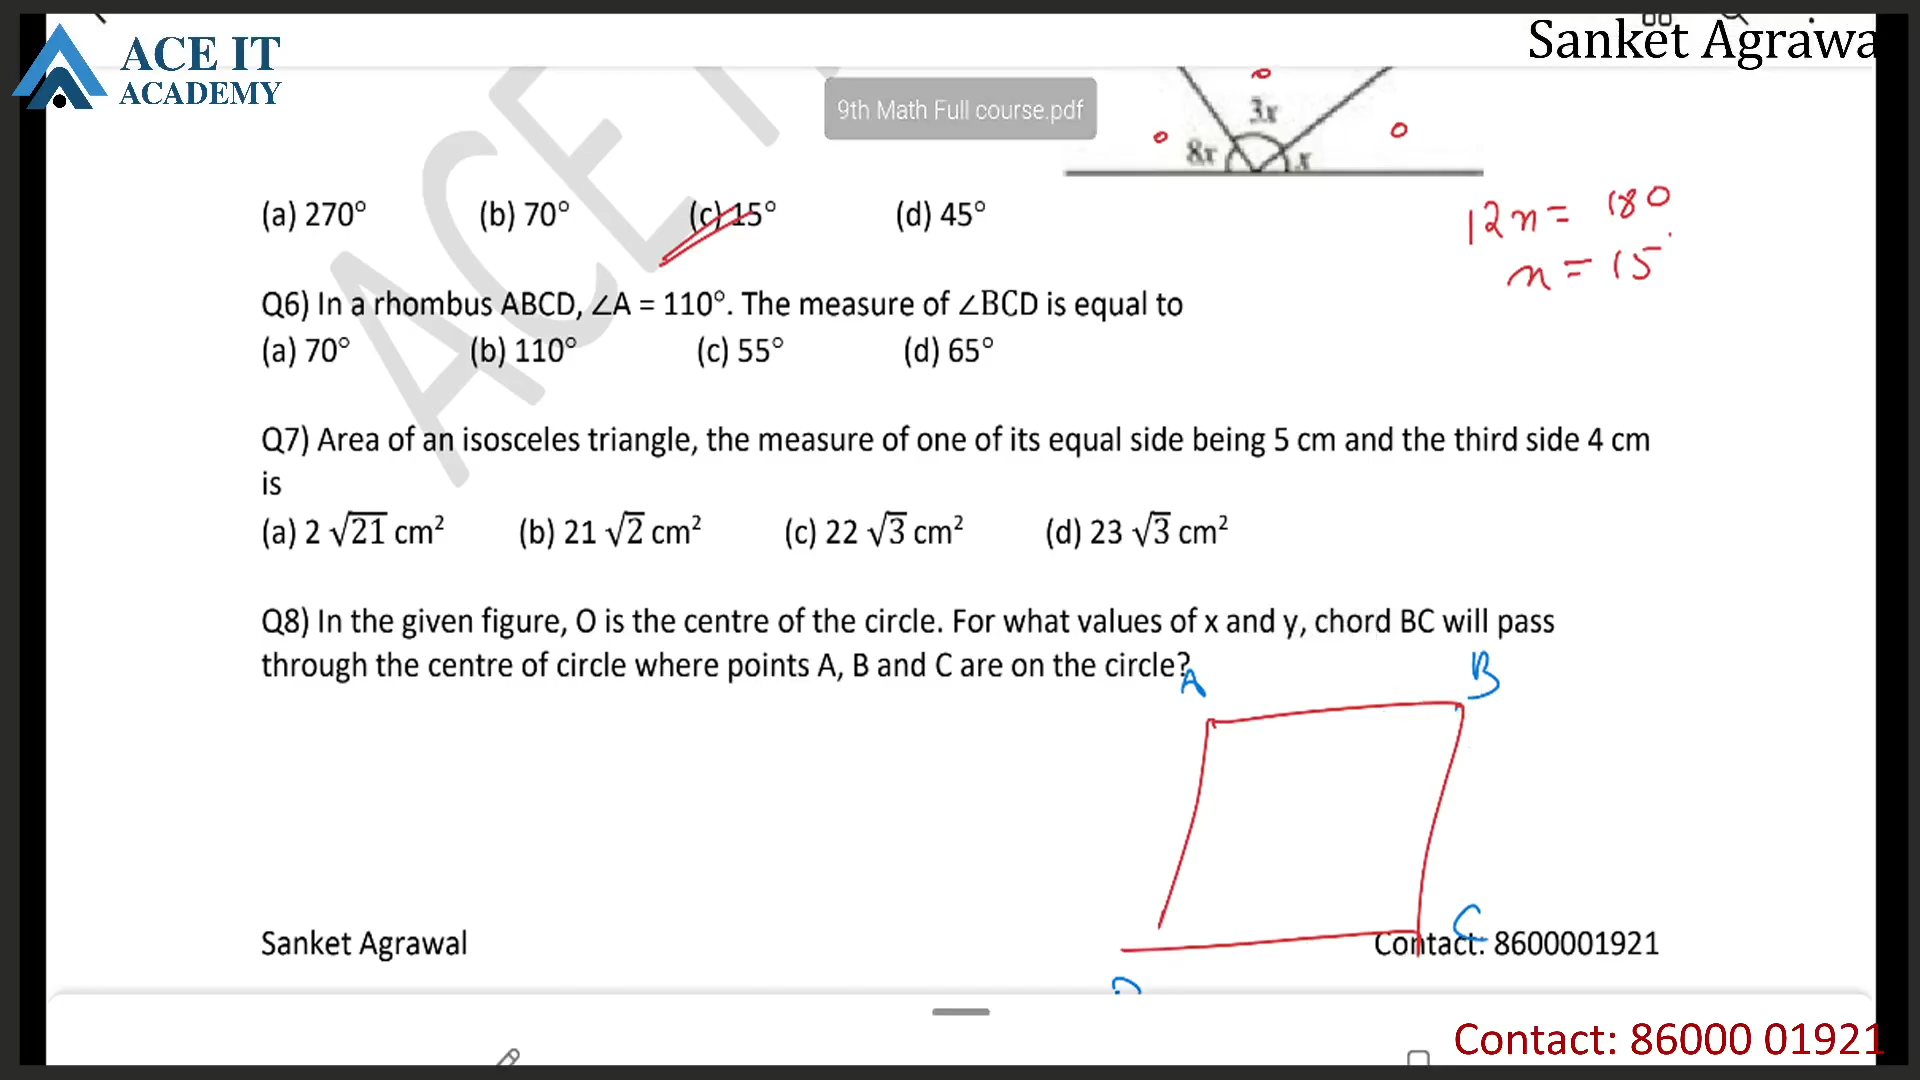 ACE IT
ACADEMY
Sanket Agrawa
9th Math Full course.pdf
3x
8x
x
(a) 270°
(b) 70°
(c) 15°
(d) 45°
12x = 180
x = 15
Q6) In a rhombus ABCD, ∠A = 110°. The measure of ∠BCD is equal to
(a) 70°
(b) 110°
(c) 55°
(d) 65°
Q7) Area of an isosceles triangle, the measure of one of its equal side being 5 cm and the third side 4 cm
is
(a) 2 √21 cm²
(b) 21 √2 cm²
(c) 22 √3 cm²
(d) 23 √3 cm²
Q8) In the given figure, O is the centre of the circle. For what values of x and y, chord BC will pass
through the centre of circle where points A, B and C are on the circle?
A
B
C
Sanket Agrawal
Contact: 8600001921
Contact: 86000 01921